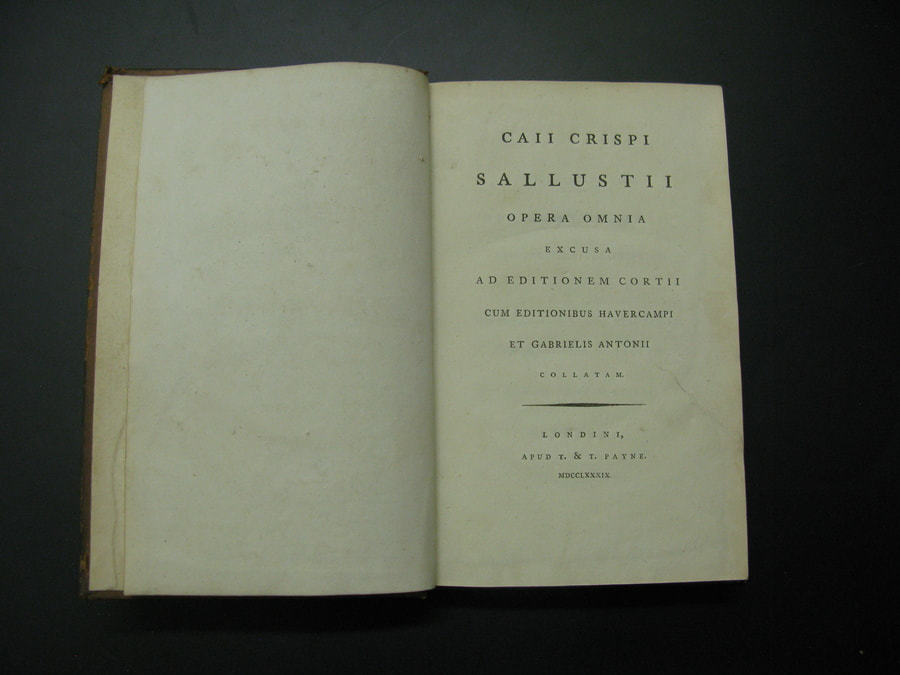 CAII CRISPI
SALLUSTII
OPERA OMNIA
EXCUSA
AD EDITIONEM CORTII
CUM EDITIONIBUS HAVERCAMPI
ET GABRIELIS ANTONII
COLLATAM.
LONDINI,
APUD T. & T. PAYNE.
MDCCLXXXIX.